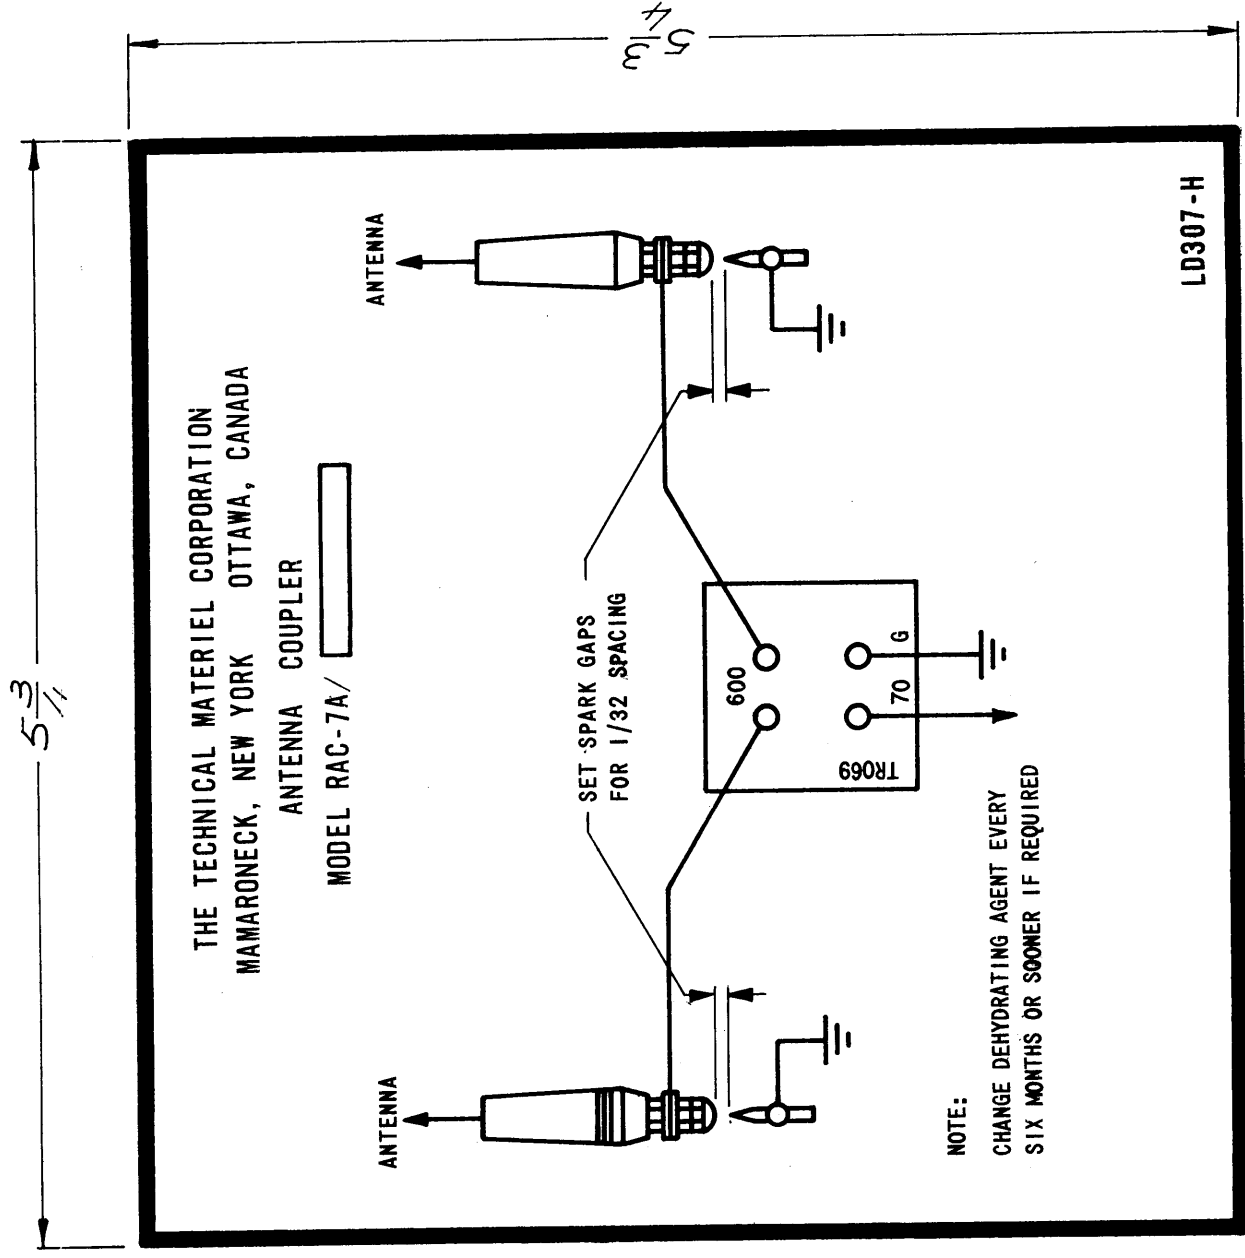 5 3/4
5 3/4
THE TECHNICAL MATERIEL CORPORATION
MAMARONECK, NEW YORK OTTAWA, CANADA
ANTENNA COUPLER
MODEL RAC-7A/
ANTENNA
ANTENNA
SET SPARK GAPS
FOR 1/32 SPACING
600
70
G
TR069
NOTE:
CHANGE DEHYDRATING AGENT EVERY
SIX MONTHS OR SOONER IF REQUIRED
LD307-H